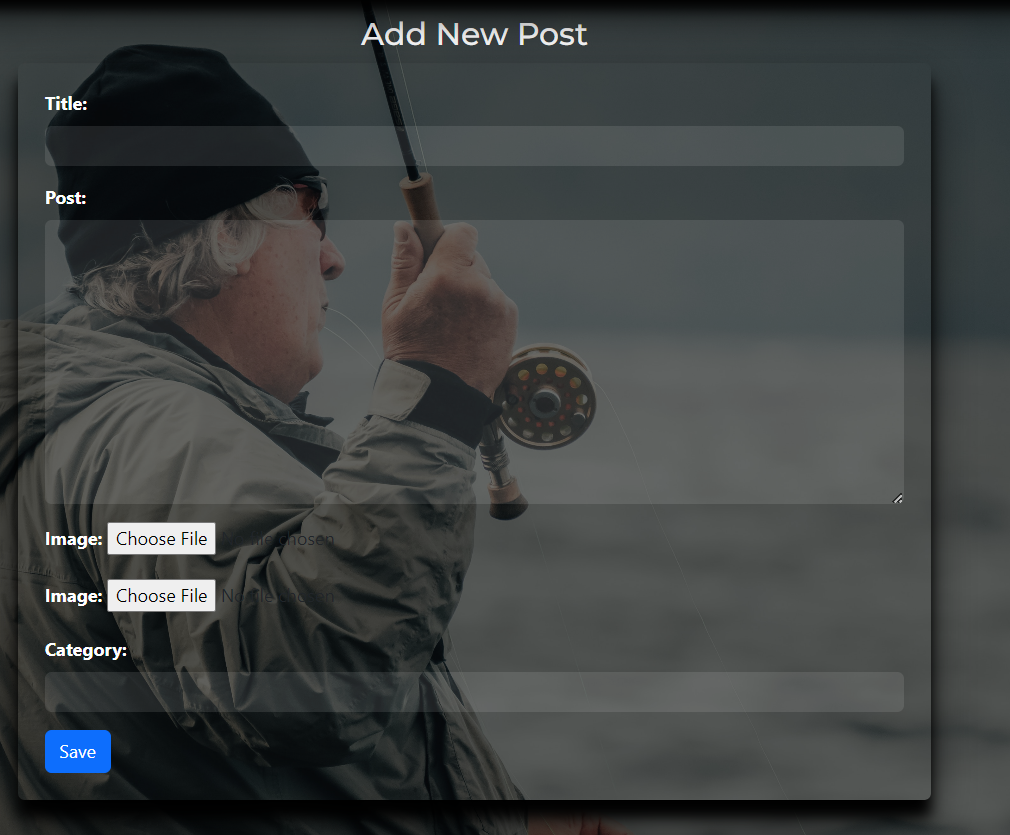 Add New Post
Title:
Post:
Image: Choose File No file chosen
Image: Choose File No file chosen
Category:
Save